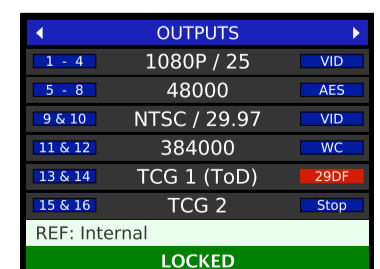 OUTPUTS
1 - 4 1080P / 25 VID
5 - 8 48000 AES
9 & 10 NTSC / 29.97 VID
11 & 12 384000 WC
13 & 14 TCG 1 (ToD) 29DF
15 & 16 TCG 2 Stop
REF: Internal
LOCKED